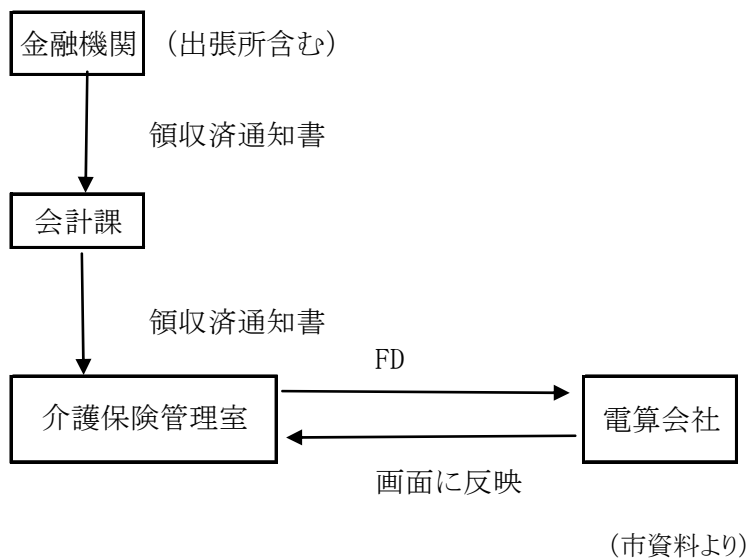 金融機関 （出張所含む）
領収済通知書
会計課
領収済通知書
FD
介護保険管理室
電算会社
画面に反映
（市資料より）